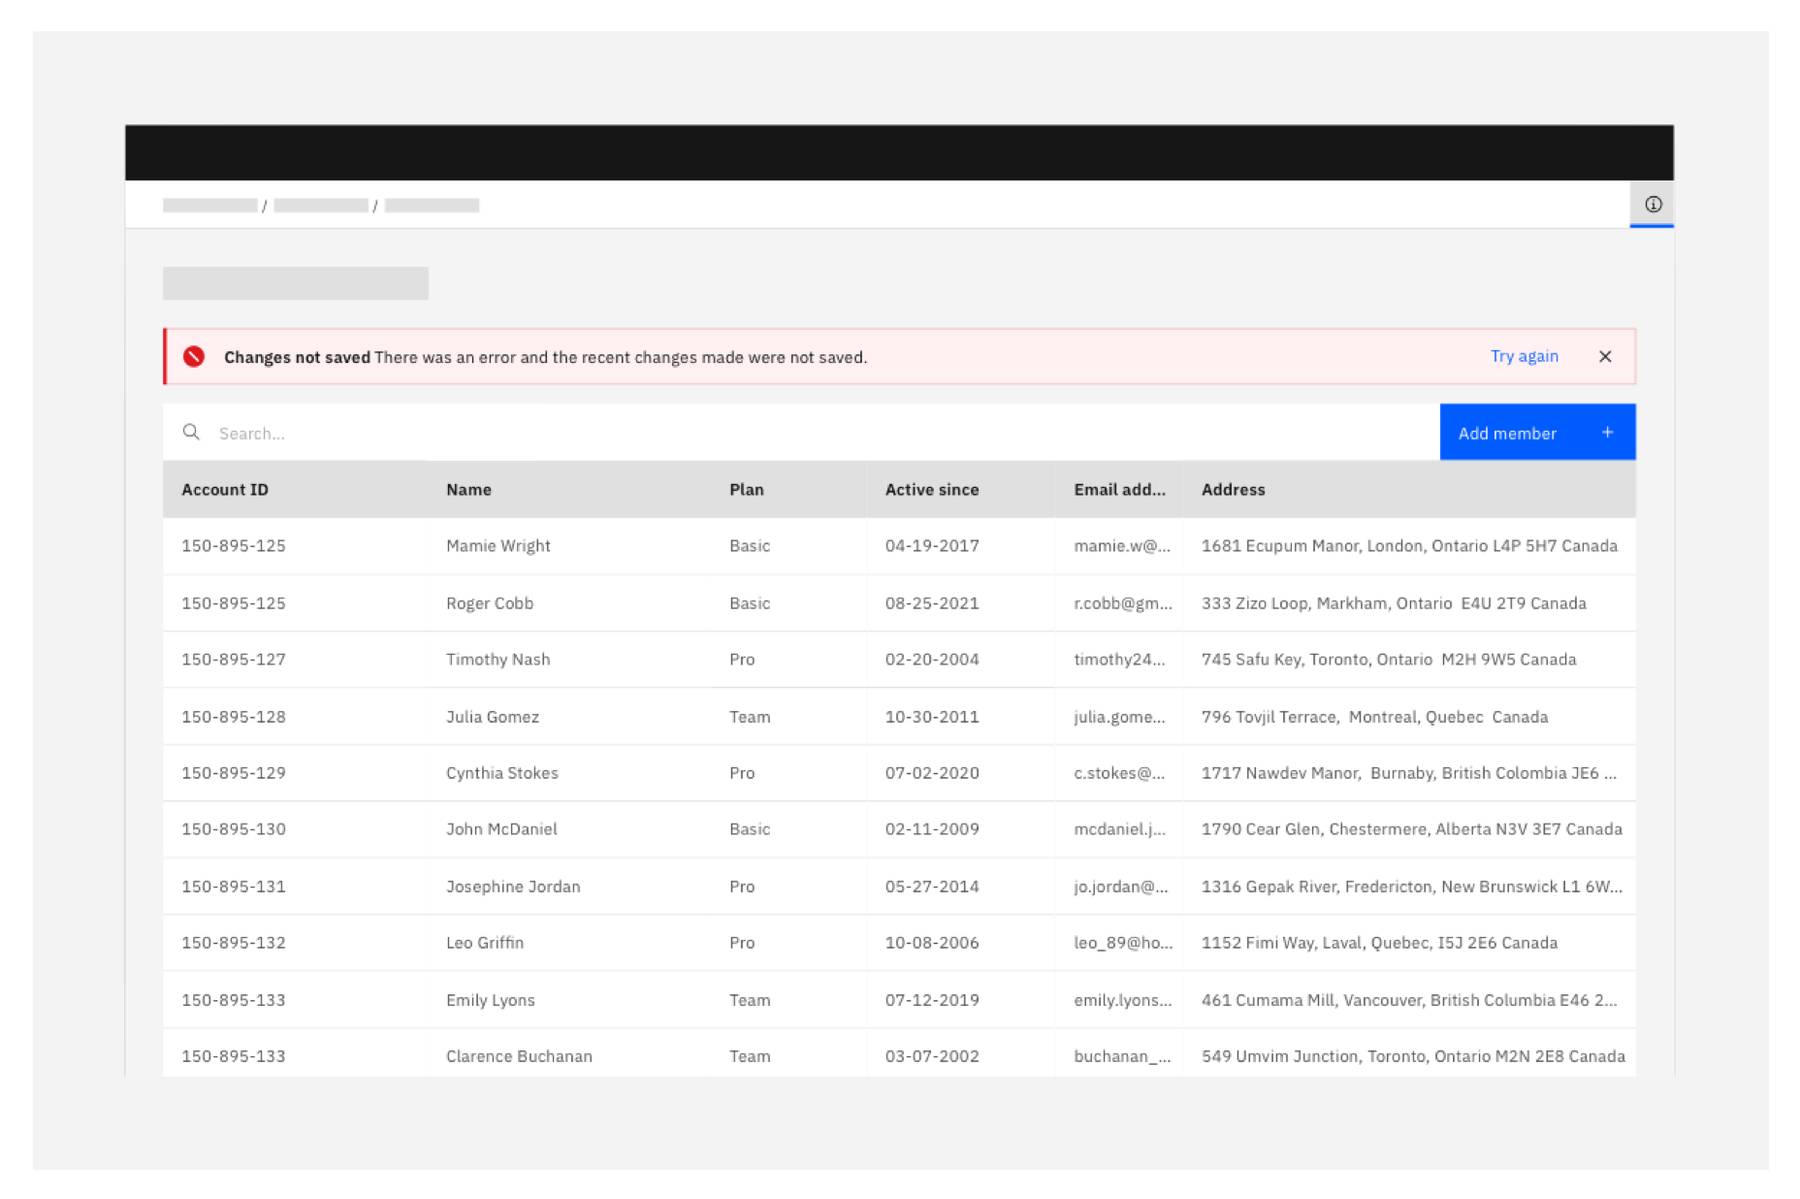 / /
Changes not saved There was an error and the recent changes made were not saved. Try again
Search... Add member +
Account ID Name Plan Active since Email add... Address
150-895-125 Mamie Wright Basic 04-19-2017 mamie.w@... 1681 Ecupum Manor, London, Ontario L4P 5H7 Canada
150-895-125 Roger Cobb Basic 08-25-2021 r.cobb@gm... 333 Zizo Loop, Markham, Ontario E4U 2T9 Canada
150-895-127 Timothy Nash Pro 02-20-2004 timothy24... 745 Safu Key, Toronto, Ontario M2H 9W5 Canada
150-895-128 Julia Gomez Team 10-30-2011 julia.gome... 796 Tovjil Terrace, Montreal, Quebec Canada
150-895-129 Cynthia Stokes Pro 07-02-2020 c.stokes@... 1717 Nawdev Manor, Burnaby, British Colombia JE6 ...
150-895-130 John McDaniel Basic 02-11-2009 mcdaniel.j... 1790 Cear Glen, Chestermere, Alberta N3V 3E7 Canada
150-895-131 Josephine Jordan Pro 05-27-2014 jo.jordan@... 1316 Gepak River, Fredericton, New Brunswick L1 6W...
150-895-132 Leo Griffin Pro 10-08-2006 leo_89@ho... 1152 Fimi Way, Laval, Quebec, I5J 2E6 Canada
150-895-133 Emily Lyons Team 07-12-2019 emily.lyons... 461 Cumama Mill, Vancouver, British Columbia E46 2...
150-895-133 Clarence Buchanan Team 03-07-2002 buchanan_... 549 Umvim Junction, Toronto, Ontario M2N 2E8 Canada